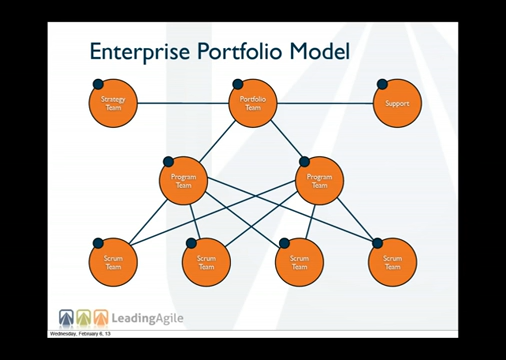 Enterprise Portfolio Model
Strategy
Team
Portfolio
Team
Support
Program
Team
Program
Team
Scrum
Team
Scrum
Team
Scrum
Team
Scrum
Team
LeadingAgile
Wednesday, February 6, 13